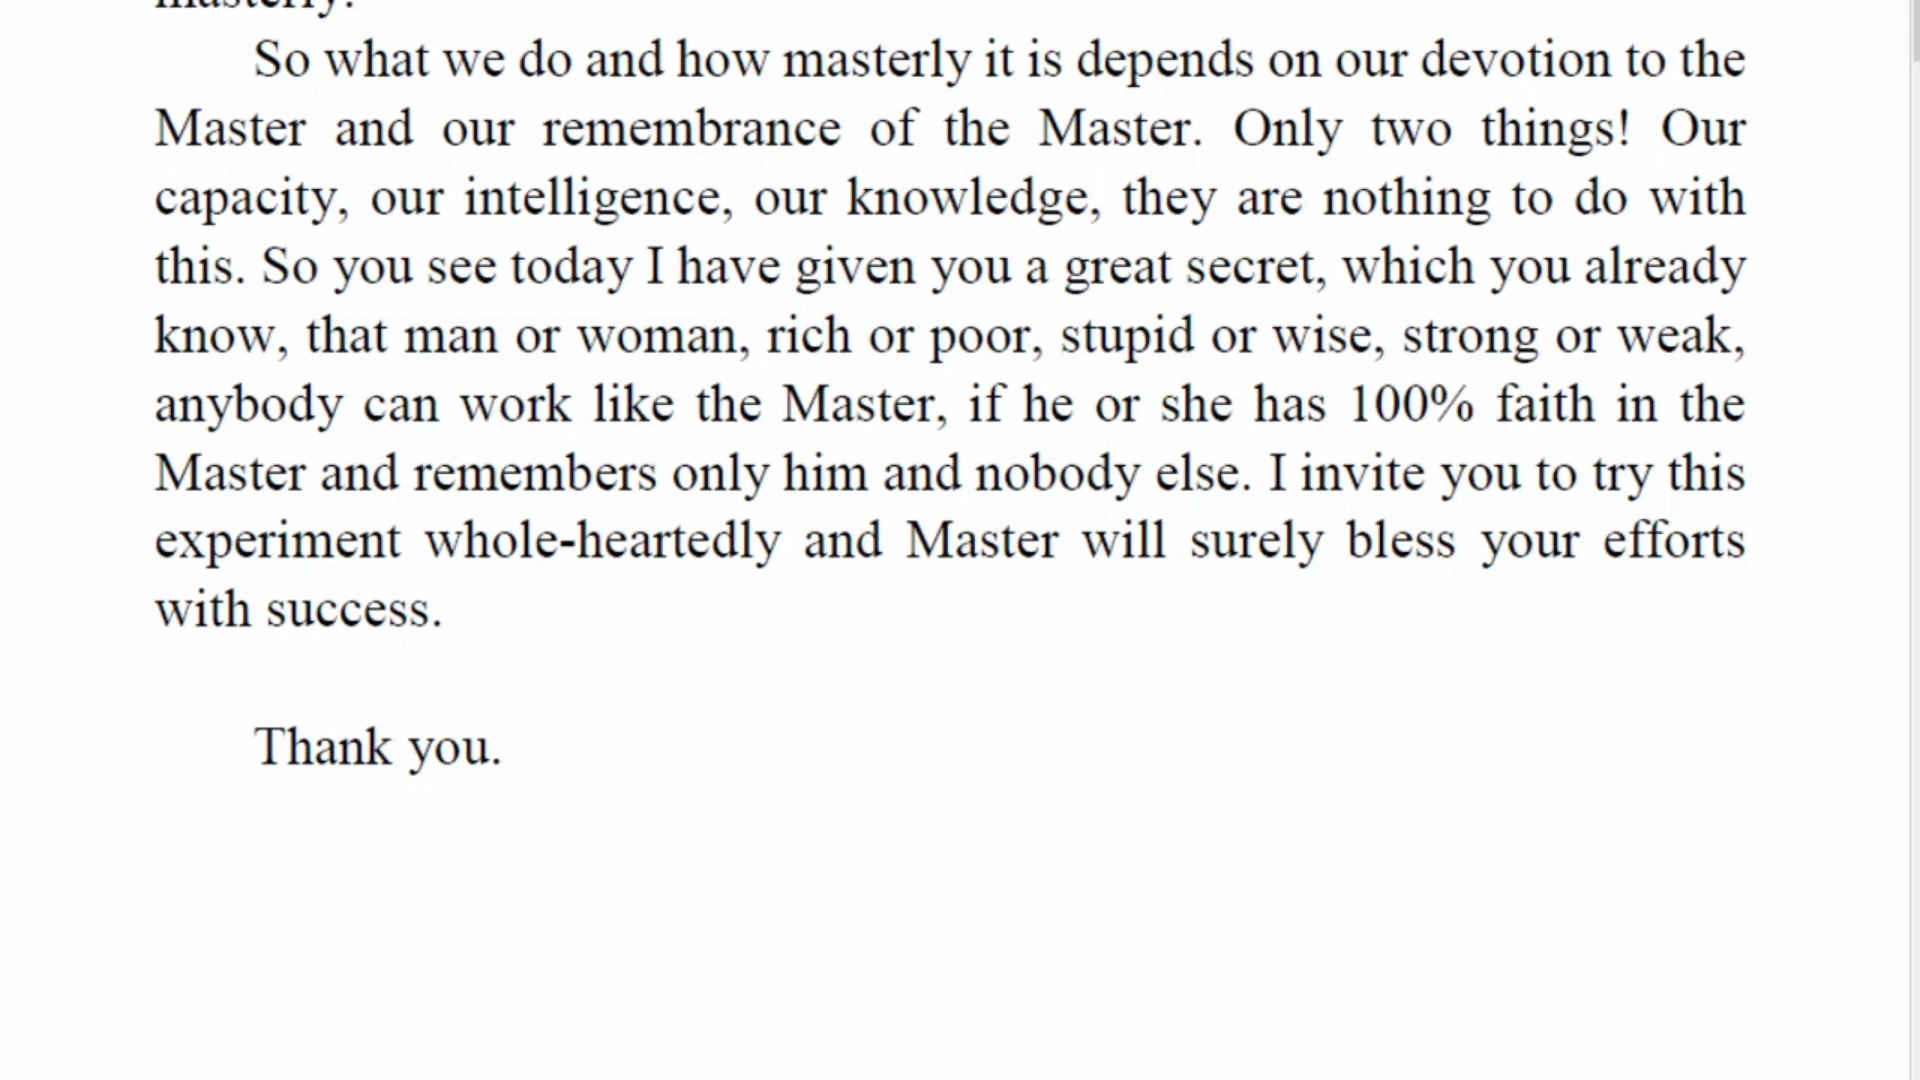 So what we do and how masterly it is depends on our devotion to the
Master and our remembrance of the Master. Only two things! Our
capacity, our intelligence, our knowledge, they are nothing to do with
this. So you see today I have given you a great secret, which you already
know, that man or woman, rich or poor, stupid or wise, strong or weak,
anybody can work like the Master, if he or she has 100% faith in the
Master and remembers only him and nobody else. I invite you to try this
experiment whole-heartedly and Master will surely bless your efforts
with success.
Thank you.